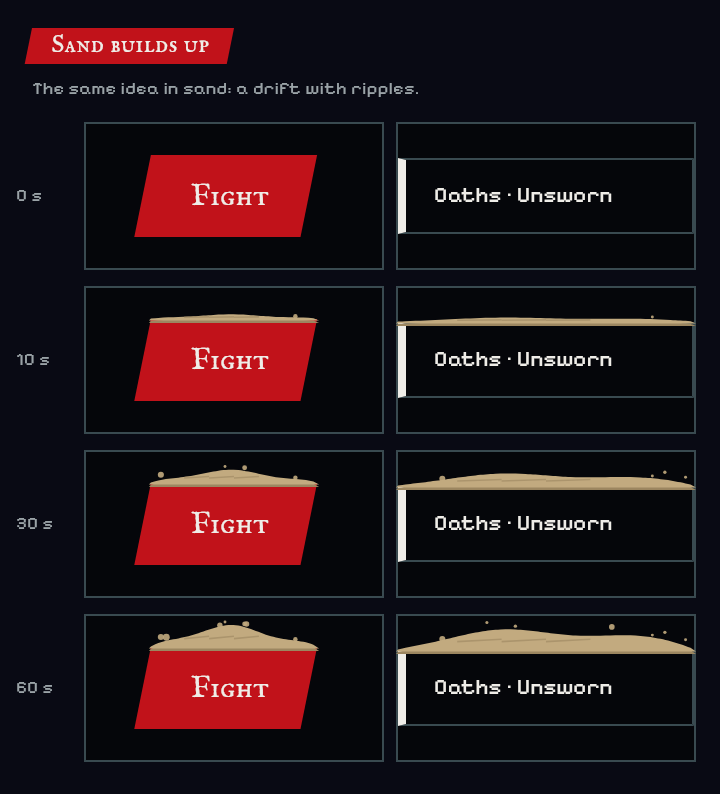 Sand builds up
The same idea in sand: a drift with ripples.
0 s
Fight
Oaths · Unsworn
10 s
Fight
Oaths · Unsworn
30 s
Fight
Oaths · Unsworn
60 s
Fight
Oaths · Unsworn